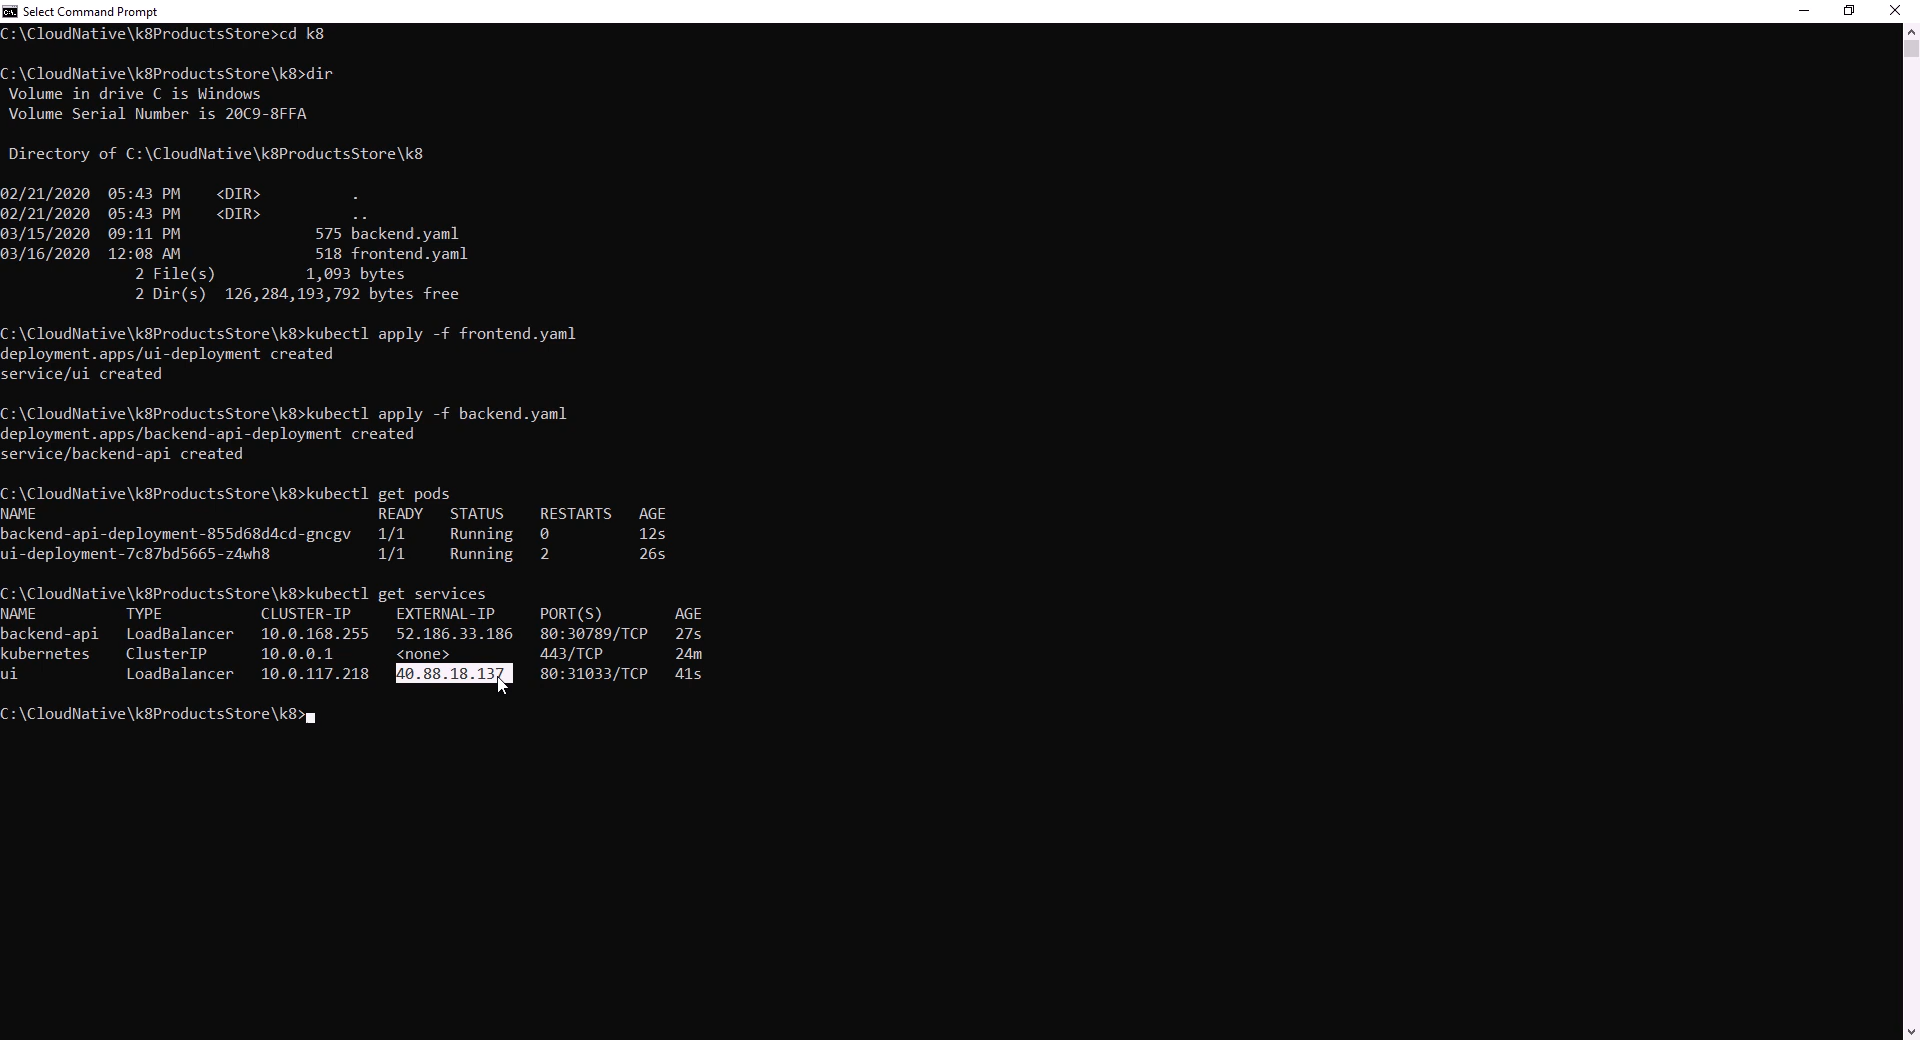 Select Command Prompt
C:\CloudNative\k8ProductsStore>cd k8
C:\CloudNative\k8ProductsStore\k8>dir
 Volume in drive C is Windows
 Volume Serial Number is 20C9-8FFA
 Directory of C:\CloudNative\k8ProductsStore\k8
02/21/2020  05:43 PM    <DIR>          .
02/21/2020  05:43 PM    <DIR>          ..
03/15/2020  09:11 PM               575 backend.yaml
03/16/2020  12:08 AM               518 frontend.yaml
               2 File(s)          1,093 bytes
               2 Dir(s)  126,284,193,792 bytes free
C:\CloudNative\k8ProductsStore\k8>kubectl apply -f frontend.yaml
deployment.apps/ui-deployment created
service/ui created
C:\CloudNative\k8ProductsStore\k8>kubectl apply -f backend.yaml
deployment.apps/backend-api-deployment created
service/backend-api created
C:\CloudNative\k8ProductsStore\k8>kubectl get pods
NAME                                      READY   STATUS    RESTARTS   AGE
backend-api-deployment-855d68d4cd-gncgv   1/1     Running   0          12s
ui-deployment-7c87bd5665-z4wh8            1/1     Running   2          26s
C:\CloudNative\k8ProductsStore\k8>kubectl get services
NAME          TYPE           CLUSTER-IP     EXTERNAL-IP     PORT(S)        AGE
backend-api   LoadBalancer   10.0.168.255   52.186.33.186   80:30789/TCP   27s
kubernetes    ClusterIP      10.0.0.1       <none>          443/TCP        24m
ui            LoadBalancer   10.0.117.218   40.88.18.137    80:31033/TCP   41s
C:\CloudNative\k8ProductsStore\k8>